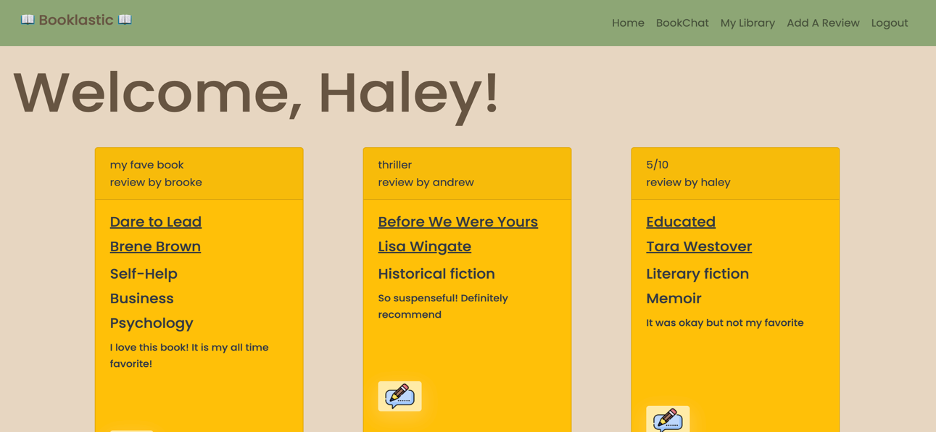 📖 Booklastic 📖
Home BookChat My Library Add A Review Logout
Welcome, Haley!
my fave book
review by brooke
Dare to Lead
Brene Brown
Self-Help
Business
Psychology
I love this book! It is my all time
favorite!
thriller
review by andrew
Before We Were Yours
Lisa Wingate
Historical fiction
So suspenseful! Definitely
recommend
5/10
review by haley
Educated
Tara Westover
Literary fiction
Memoir
It was okay but not my favorite